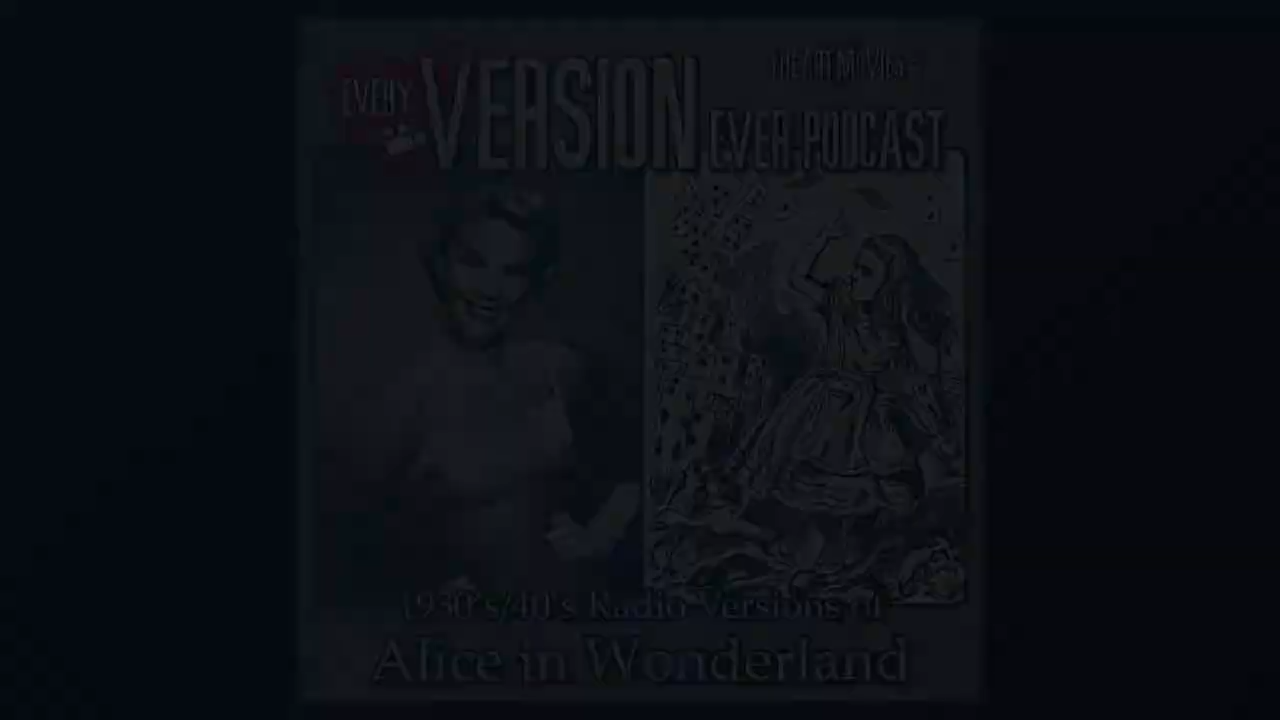 EVERY VERSION EVER PODCAST
1930's/40's Radio Versions of
Alice in Wonderland